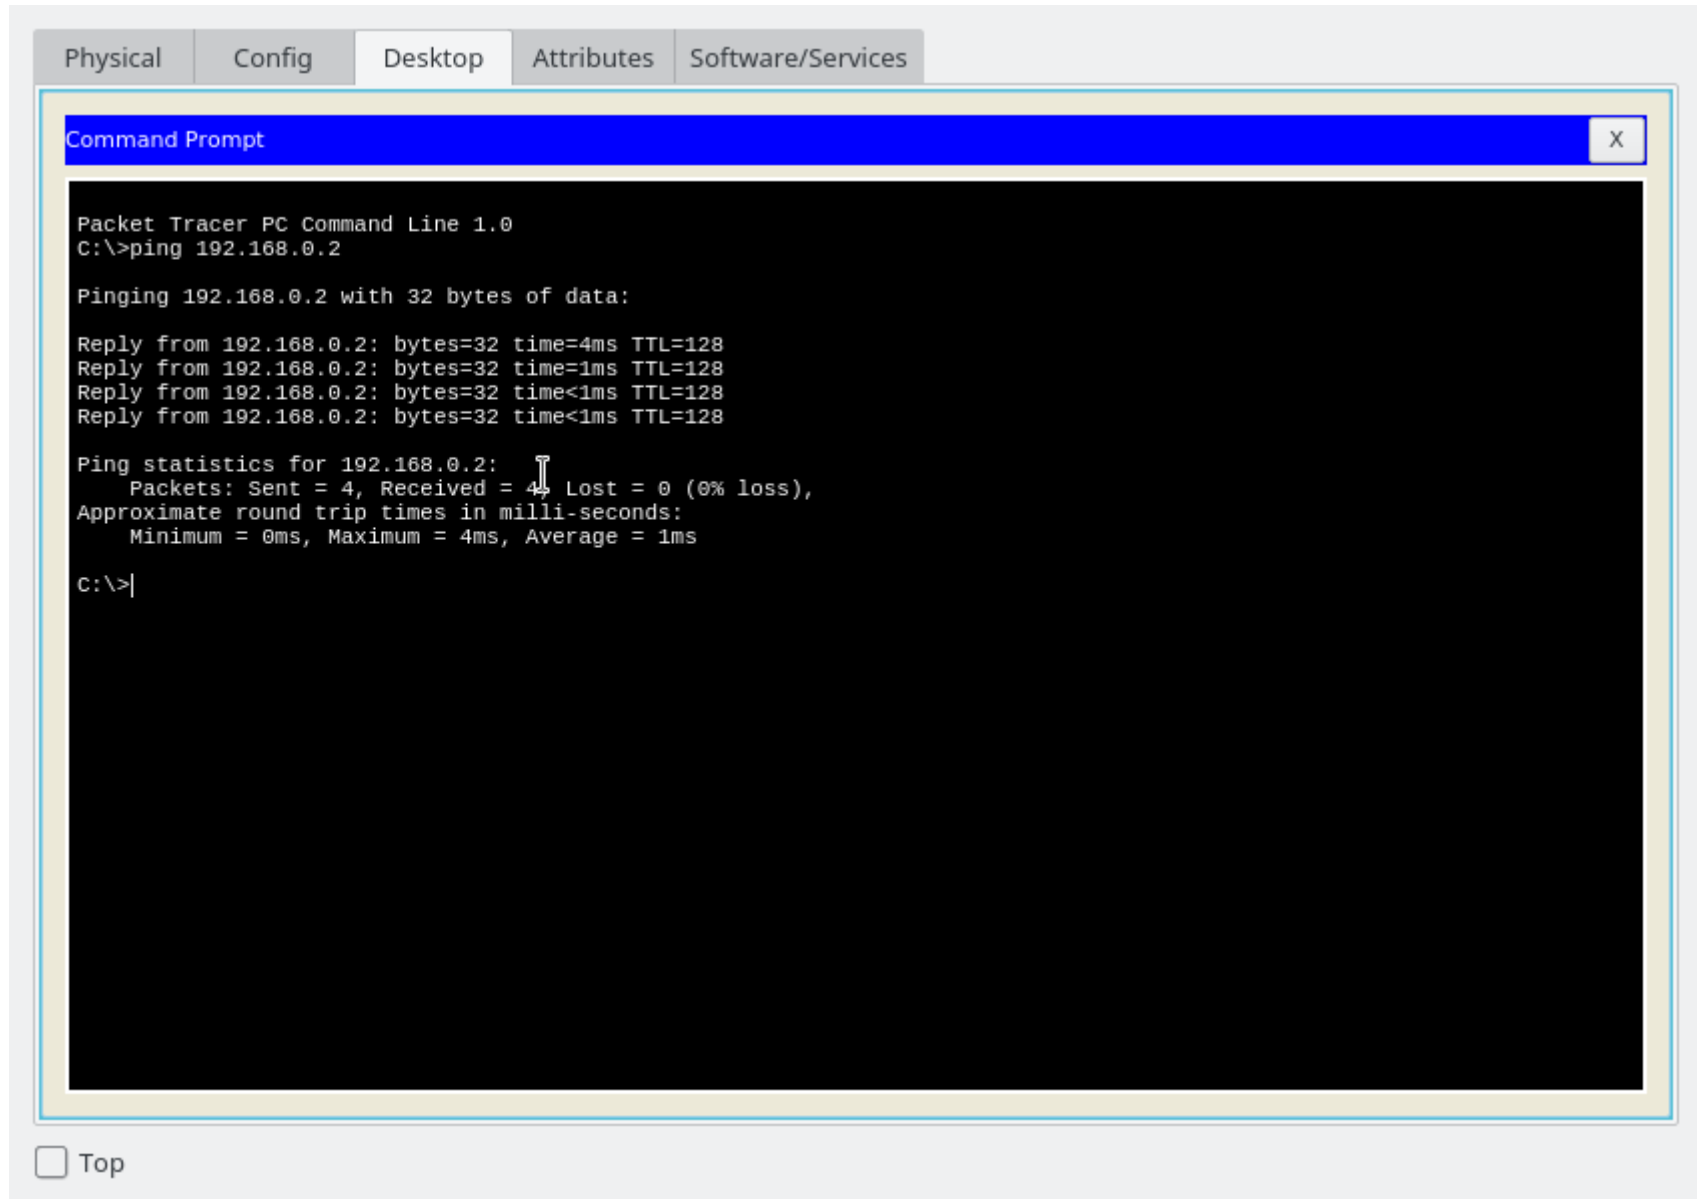 Physical Config Desktop Attributes Software/Services
Command Prompt X
Packet Tracer PC Command Line 1.0
C:\>ping 192.168.0.2
Pinging 192.168.0.2 with 32 bytes of data:
Reply from 192.168.0.2: bytes=32 time=4ms TTL=128
Reply from 192.168.0.2: bytes=32 time=1ms TTL=128
Reply from 192.168.0.2: bytes=32 time<1ms TTL=128
Reply from 192.168.0.2: bytes=32 time<1ms TTL=128
Ping statistics for 192.168.0.2:
Packets: Sent = 4, Received = 4, Lost = 0 (0% loss),
Approximate round trip times in milli-seconds:
Minimum = 0ms, Maximum = 4ms, Average = 1ms
C:\>
Top